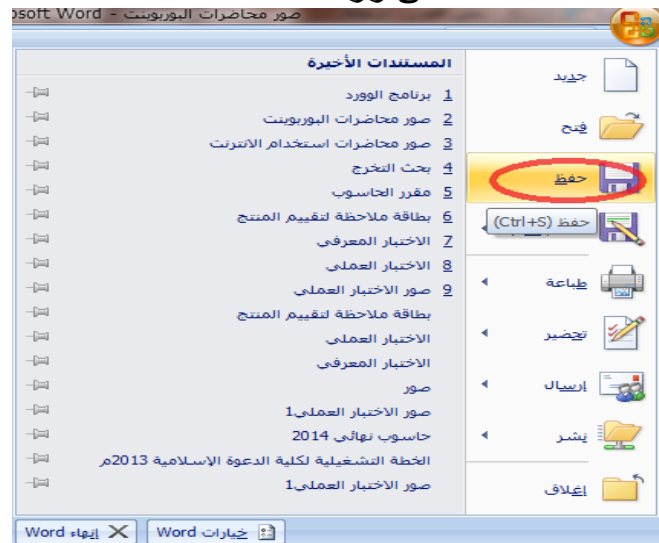 صور محاضرات البوربوينت - osoft Word
جديد
فتح
حفظ
حفظ (Ctrl+S)
طباعة
تحضير
إرسال
نشر
إغلاق
المستندات الأخيرة
1 برنامج الوورد
2 صور محاضرات البوربوينت
3 صور محاضرات استخدام الانترنت
4 بحث التخرج
5 مقرر الحاسوب
6 بطاقة ملاحظة لتقييم المنتج
7 الاختبار المعرفي
8 الاختبار العملي
9 صور الاختبار العملي
بطاقة ملاحظة لتقييم المنتج
الاختبار العملي
الاختبار المعرفي
صور
صور الاختبار العملي1
حاسوب نهائي 2014
الخطة التشغيلية لكلية الدعوة الإسلامية 2013م
صور الاختبار العملي1
خيارات Word
إنهاء Word